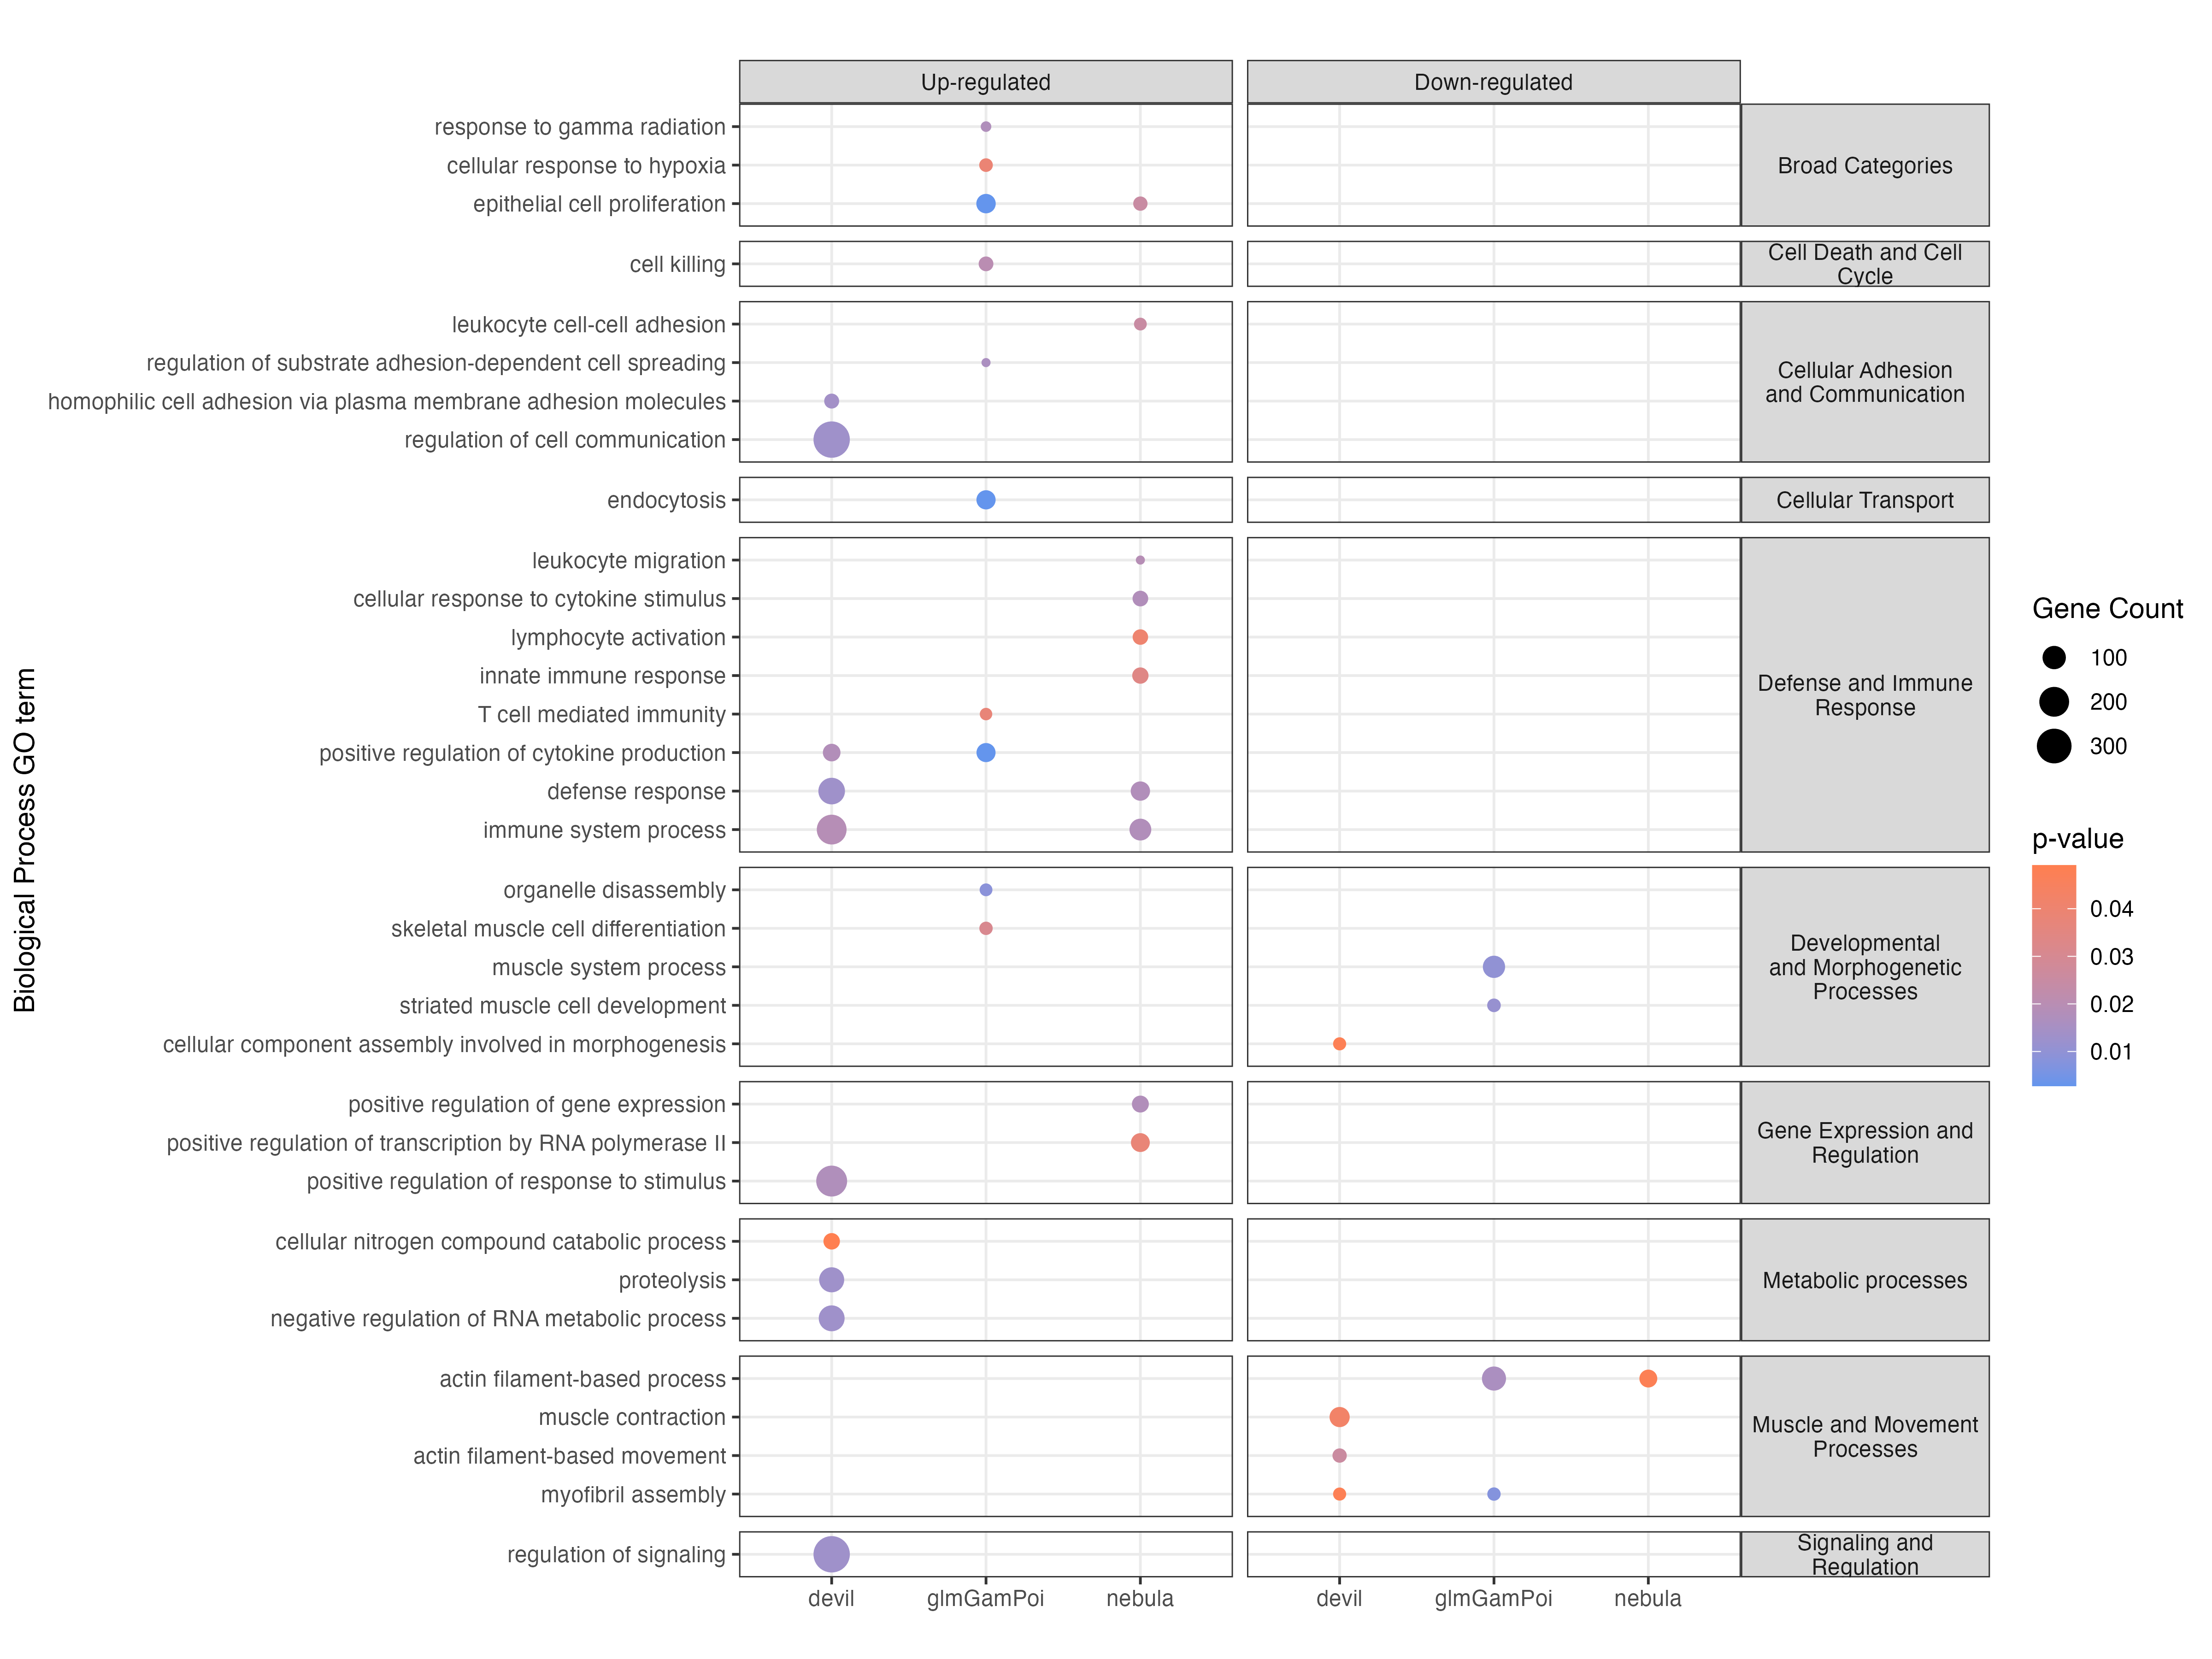 Up-regulated
Down-regulated
response to gamma radiation
cellular response to hypoxia
epithelial cell proliferation
Broad Categories
cell killing
Cell Death and Cell
Cycle
leukocyte cell-cell adhesion
regulation of substrate adhesion-dependent cell spreading
homophilic cell adhesion via plasma membrane adhesion molecules
regulation of cell communication
Cellular Adhesion
and Communication
endocytosis
Cellular Transport
leukocyte migration
cellular response to cytokine stimulus
lymphocyte activation
innate immune response
T cell mediated immunity
positive regulation of cytokine production
defense response
immune system process
Defense and Immune
Response
organelle disassembly
skeletal muscle cell differentiation
muscle system process
striated muscle cell development
cellular component assembly involved in morphogenesis
Developmental
and Morphogenetic
Processes
positive regulation of gene expression
positive regulation of transcription by RNA polymerase II
positive regulation of response to stimulus
Gene Expression and
Regulation
cellular nitrogen compound catabolic process
proteolysis
negative regulation of RNA metabolic process
Metabolic processes
actin filament-based process
muscle contraction
actin filament-based movement
myofibril assembly
Muscle and Movement
Processes
regulation of signaling
Signaling and
Regulation
devil glmGamPoi nebula
devil glmGamPoi nebula
Biological Process GO term
Gene Count
100
200
300
p-value
0.04
0.03
0.02
0.01